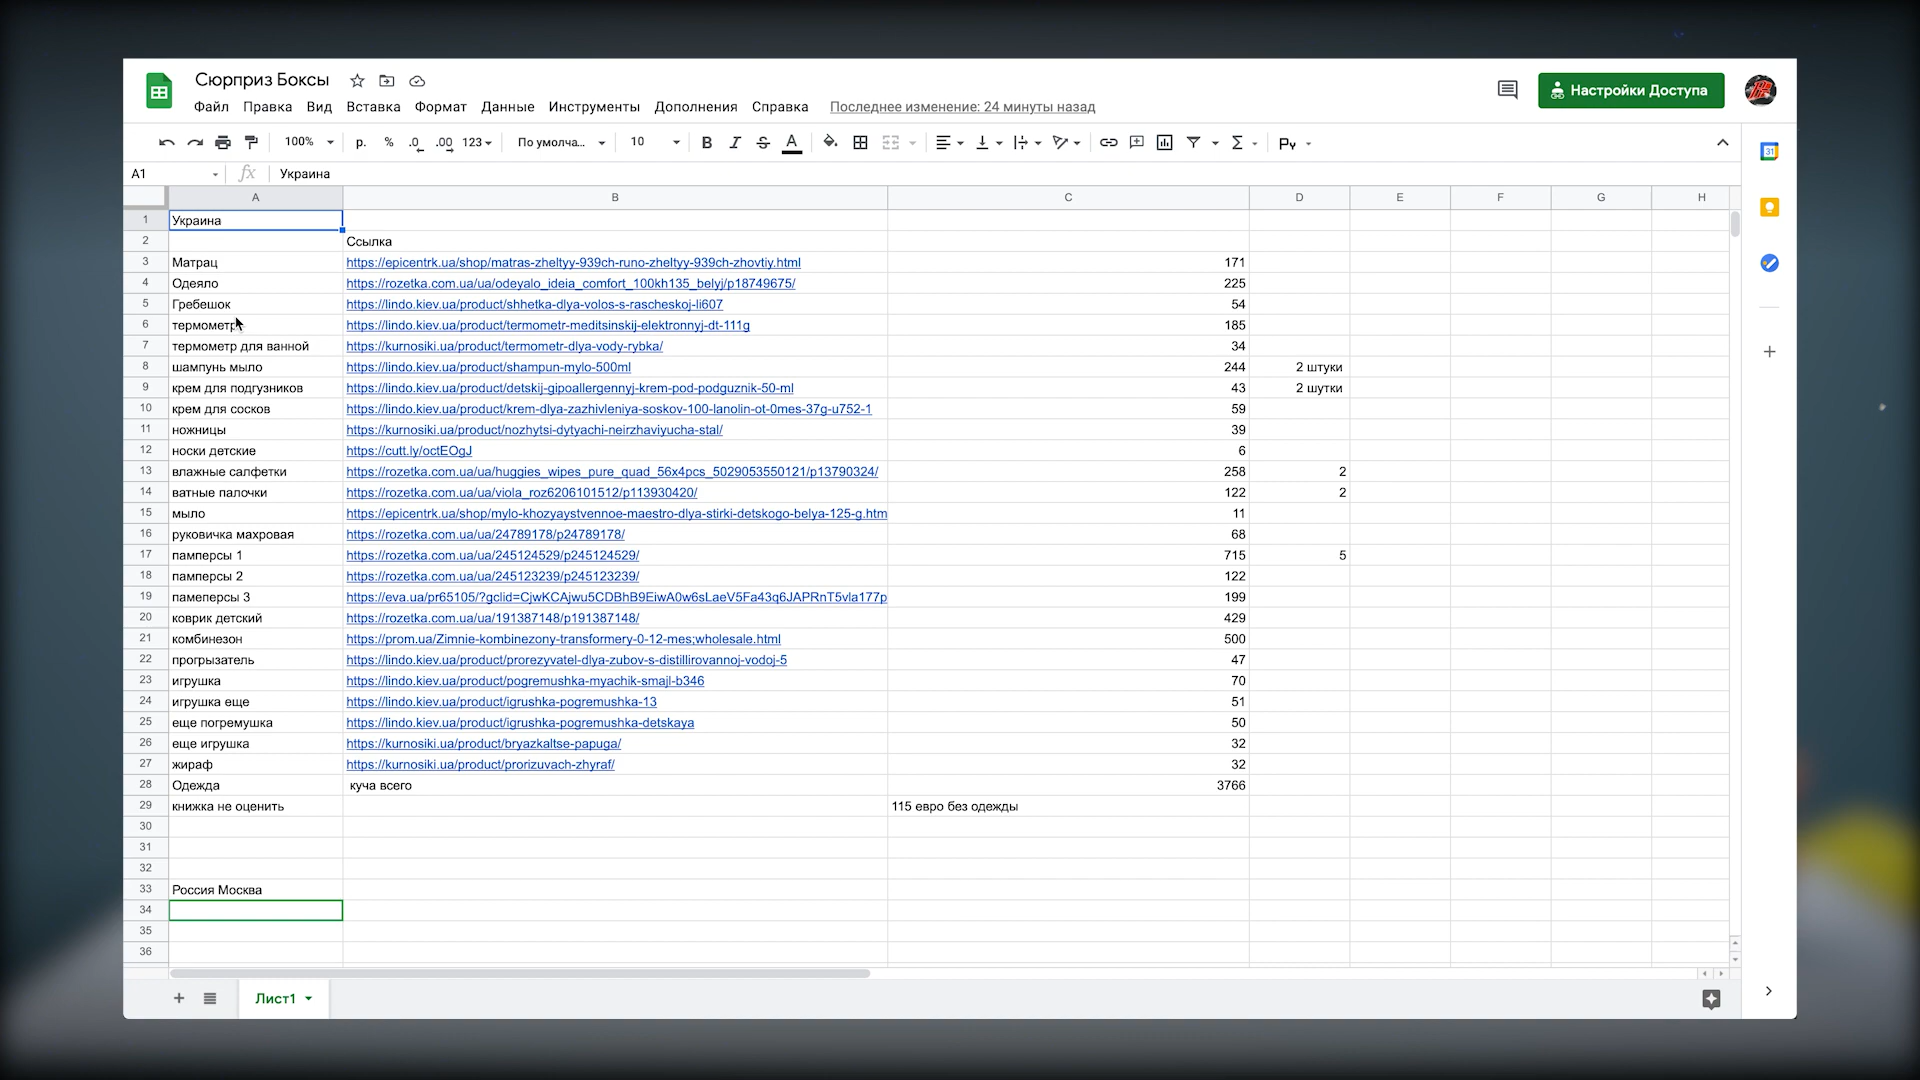 Сюрприз Боксы
Файл Правка Вид Вставка Формат Данные Инструменты Дополнения Справка Последнее изменение: 24 минуты назад
Настройки Доступа
100% р. % .0 .00 123 По умолча... 10 B I S A Σ Ру
31
A1 fx Украина
A B C D E F G H
1 Украина
2 Ссылка
3 Матрац https://epicentrk.ua/shop/matras-zheltyy-939ch-runo-zheltyy-939ch-zhovtiy.html 171
4 Одеяло https://rozetka.com.ua/ua/odeyalo_ideia_comfort_100kh135_belyj/p18749675/ 225
5 Гребешок https://lindo.kiev.ua/product/shhetka-dlya-volos-s-rascheskoj-li607 54
6 термометр https://lindo.kiev.ua/product/termometr-meditsinskij-elektronnyj-dt-111g 185
7 термометр для ванной https://kurnosiki.ua/product/termometr-dlya-vody-rybka/ 34
8 шампунь мыло https://lindo.kiev.ua/product/shampun-mylo-500ml 244 2 штуки
9 крем для подгузников https://lindo.kiev.ua/product/detskij-gipoallergennyj-krem-pod-podguznik-50-ml 43 2 шутки
10 крем для сосков https://lindo.kiev.ua/product/krem-dlya-zazhivleniya-soskov-100-lanolin-ot-0mes-37g-u752-1 59
11 ножницы https://kurnosiki.ua/product/nozhytsi-dytyachi-neirzhaviyucha-stal/ 39
12 носки детские https://cutt.ly/octEOgJ 6
13 влажные салфетки https://rozetka.com.ua/ua/huggies_wipes_pure_quad_56x4pcs_5029053550121/p13790324/ 258 2
14 ватные палочки https://rozetka.com.ua/ua/viola_roz6206101512/p113930420/ 122 2
15 мыло https://epicentrk.ua/shop/mylo-khozyaystvennoe-maestro-dlya-stirki-detskogo-belya-125-g.htm 11
16 руковичка махровая https://rozetka.com.ua/ua/24789178/p24789178/ 68
17 памперсы 1 https://rozetka.com.ua/ua/245124529/p245124529/ 715 5
18 памперсы 2 https://rozetka.com.ua/ua/245123239/p245123239/ 122
19 памеперсы 3 https://eva.ua/pr65105/?gclid=CjwKCAjwu5CDBhB9EiwA0w6sLaeV5Fa43q6JAPRnT5vla177p 199
20 коврик детский https://rozetka.com.ua/ua/191387148/p191387148/ 429
21 комбинезон https://prom.ua/Zimnie-kombinezony-transformery-0-12-mes;wholesale.html 500
22 прогрызатель https://lindo.kiev.ua/product/prorezyvatel-dlya-zubov-s-distillirovannoj-vodoj-5 47
23 игрушка https://lindo.kiev.ua/product/pogremushka-myachik-smajl-b346 70
24 игрушка еще https://lindo.kiev.ua/product/igrushka-pogremushka-13 51
25 еще погремушка https://lindo.kiev.ua/product/igrushka-pogremushka-detskaya 50
26 еще игрушка https://kurnosiki.ua/product/bryazkaltse-papuga/ 32
27 жираф https://kurnosiki.ua/product/prorizuvach-zhyraf/ 32
28 Одежда куча всего 3766
29 книжка не оценить 115 евро без одежды
30
31
32
33 Россия Москва
34
35
36
Лист1